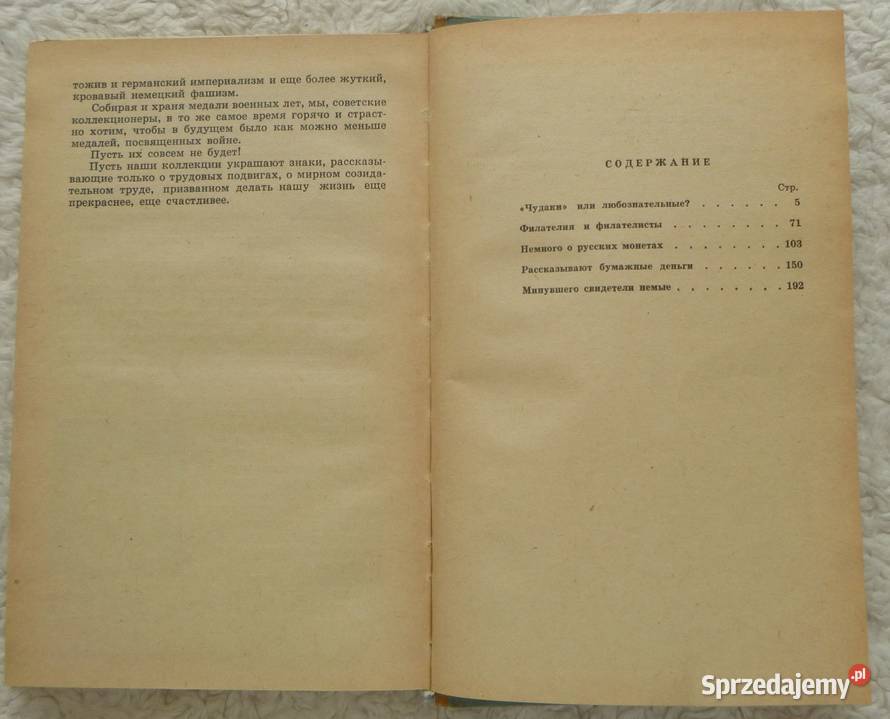 тожив и германский империализм и еще более жуткий,
кровавый немецкий фашизм.
Собирая и храня медали военных лет, мы, советские
коллекционеры, в то же самое время горячо и страст-
но хотим, чтобы в будущем было как можно меньше
медалей, посвященных войне.
Пусть их совсем не будет!
Пусть наши коллекции украшают знаки, рассказы-
вающие только о трудовых подвигах, о мирном созида-
тельном труде, призванном делать нашу жизнь еще
прекраснее, еще счастливее.
СОДЕРЖАНИЕ
Стр.
«Чудаки» или любознательные? . . . . . . 5
Филателия и филателисты . . . . . . . 71
Немного о русских монетах . . . . . . . 103
Рассказывают бумажные деньги . . . . . . 150
Минувшего свидетели немые . . . . . . . . 192
Sprzedajemy.pl